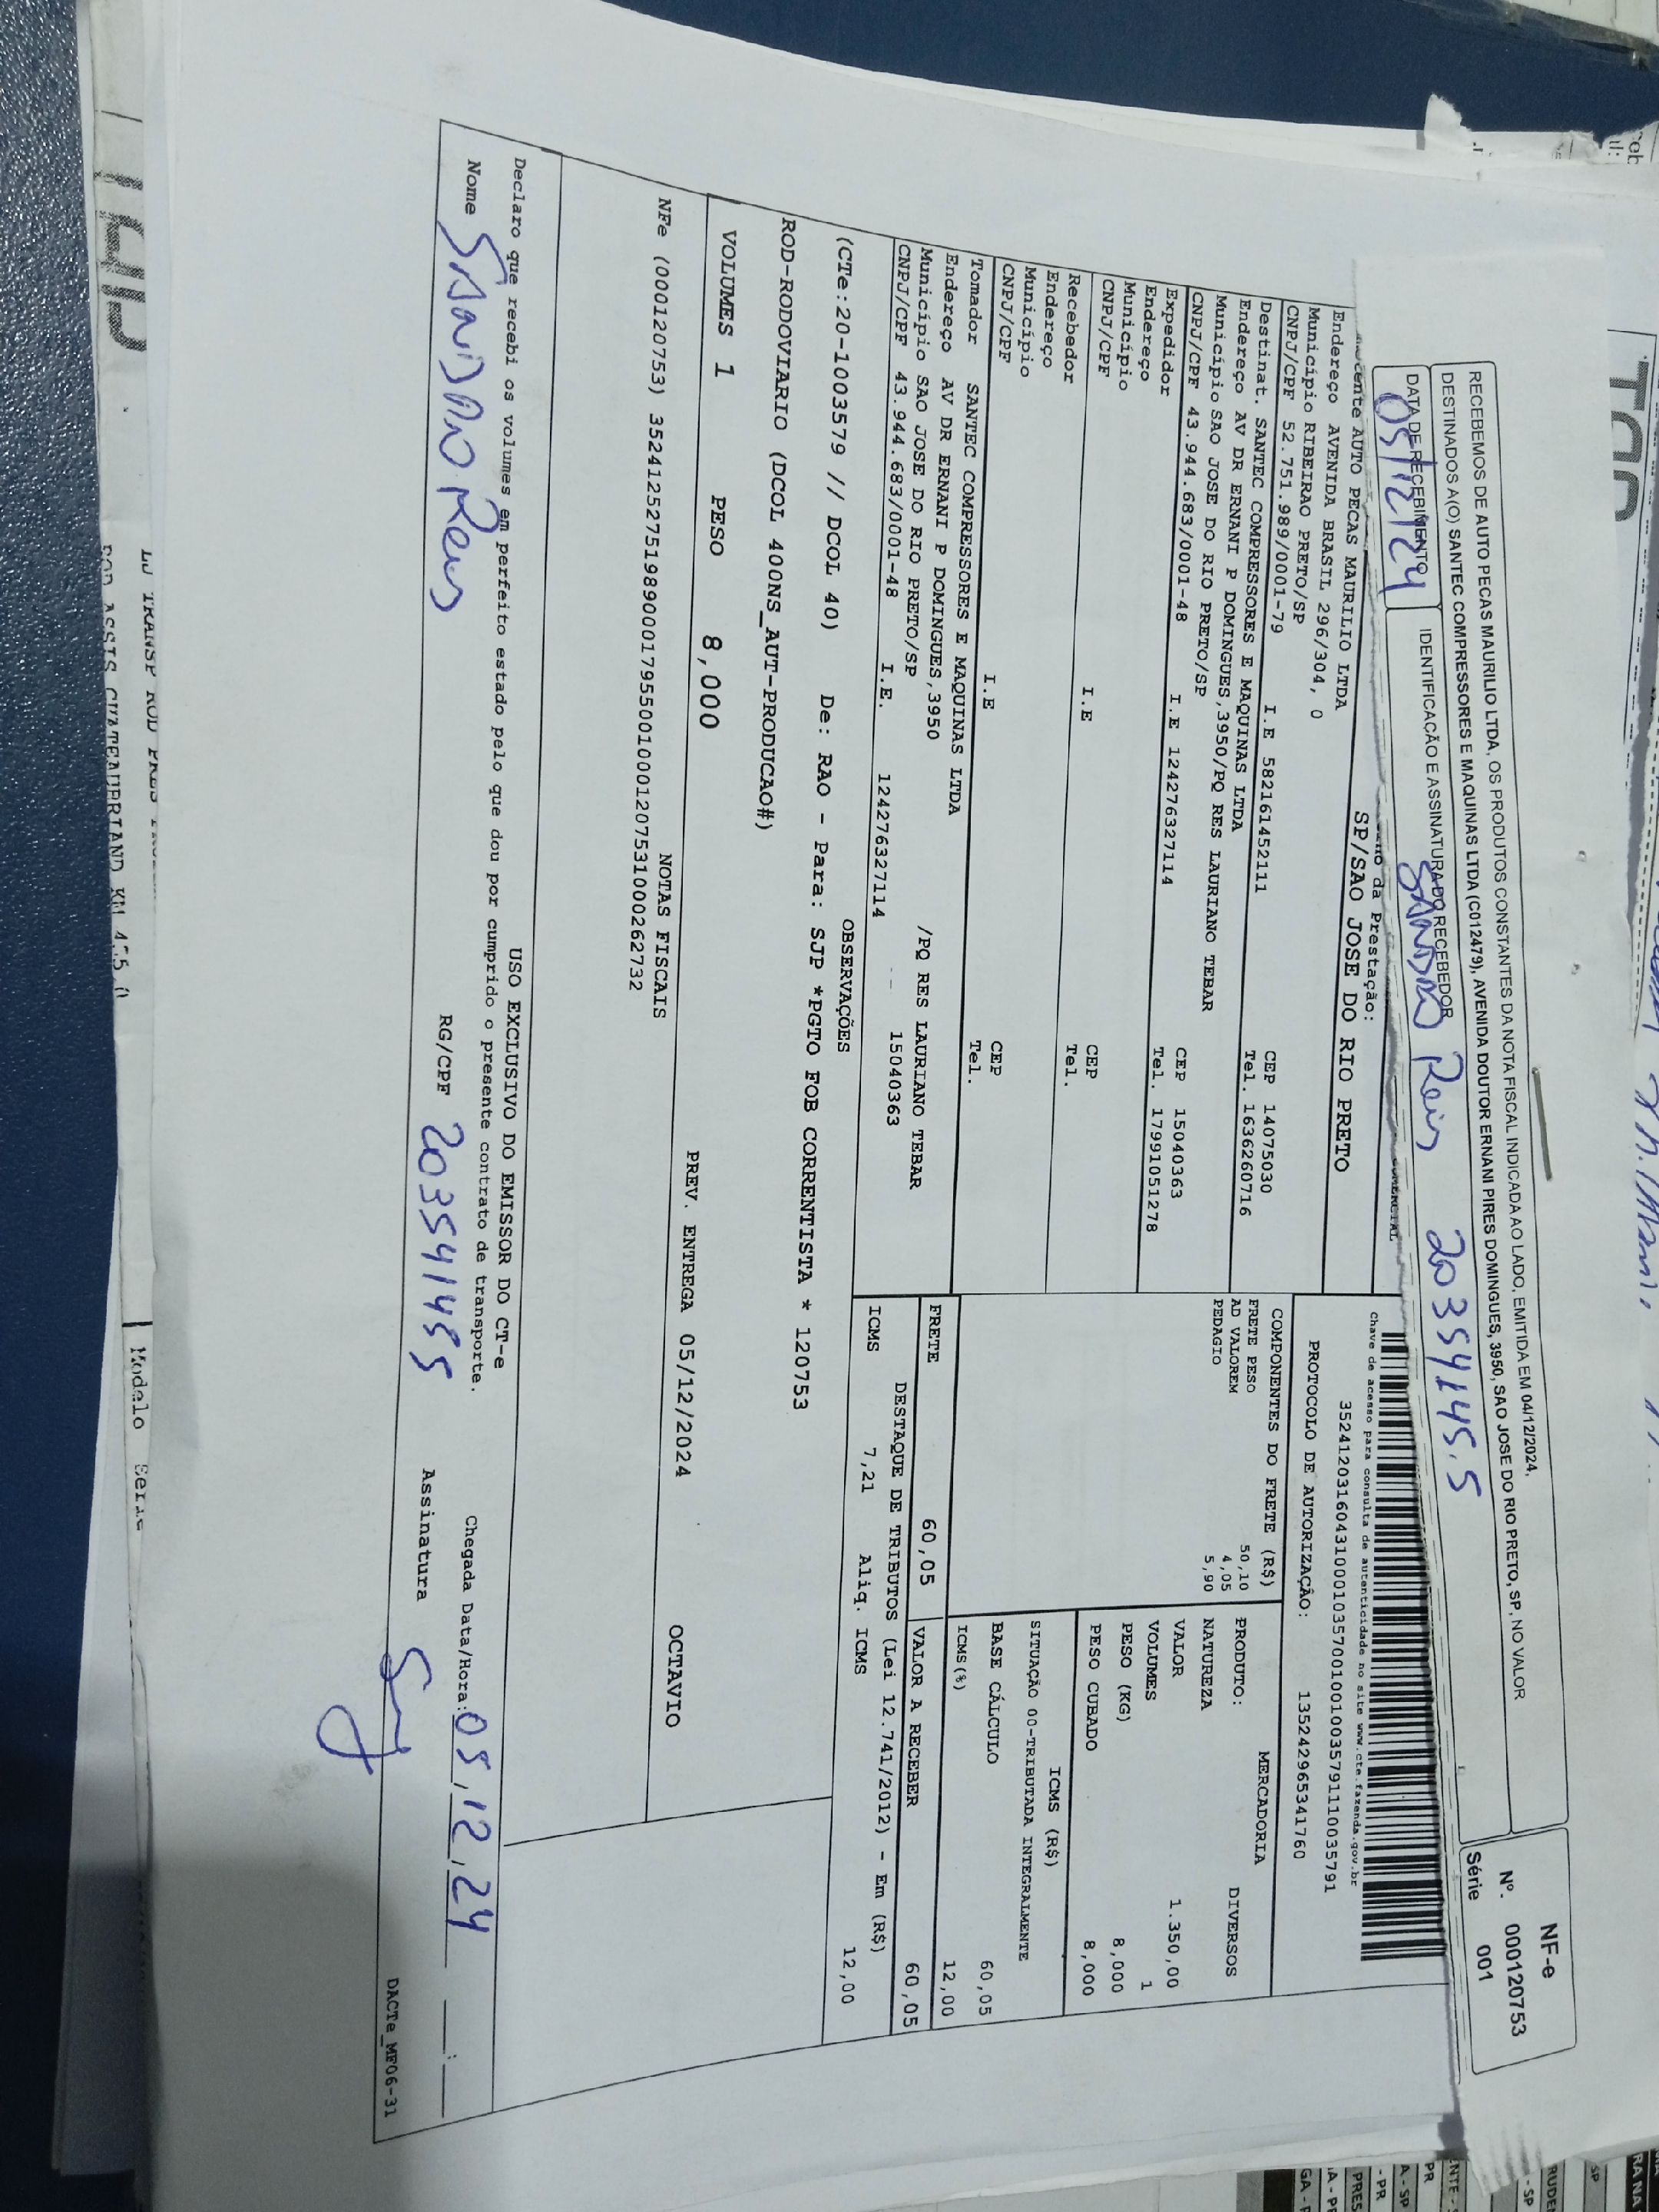 RECEBEMOS DE AUTO PECAS MAURILIO LTDA, OS PRODUTOS CONSTANTES DA NOTA FISCAL INDICADA AO LADO, EMITIDA EM 04/12/2024,
DESTINADOS A(O) SANTEC COMPRESSORES E MAQUINAS LTDA (C012479), AVENIDA DOUTOR ERNANI PIRES DOMINGUES, 3950, SAO JOSE DO RIO PRETO, SP, NO VALOR
NF-e
Nº. 000120753
Série 001
DATA DE RECEBIMENTO
05/12/24
IDENTIFICAÇÃO E ASSINATURA DO RECEBEDOR
SANDRO Reis 20354145.5
da Prestação:
SP/SAO JOSE DO RIO PRETO
Chave de acesso para consulta de autenticidade no site www.cte.fazenda.gov.br
35241203160431000103570010010035791110035791
PROTOCOLO DE AUTORIZAÇÃO: 135242965341760
AUTO PECAS MAURILIO LTDA
Endereço AVENIDA BRASIL 296/304, 0
Município RIBEIRAO PRETO/SP CEP 14075030
CNPJ/CPF 52.751.989/0001-79 I.E 582161452111 Tel. 1636260716
Destinat. SANTEC COMPRESSORES E MAQUINAS LTDA
Endereço AV DR ERNANI P DOMINGUES,3950/PQ RES LAURIANO TEBAR
Município SAO JOSE DO RIO PRETO/SP CEP 15040363
CNPJ/CPF 43.944.683/0001-48 I.E 124276327114 Tel. 17991051278
Expedidor
Endereço
Município CEP
CNPJ/CPF I.E Tel.
Recebedor
Endereço
Município CEP
CNPJ/CPF I.E Tel.
Tomador SANTEC COMPRESSORES E MAQUINAS LTDA
Endereço AV DR ERNANI P DOMINGUES,3950 /PQ RES LAURIANO TEBAR
Município SAO JOSE DO RIO PRETO/SP 15040363
CNPJ/CPF 43.944.683/0001-48 I.E. 124276327114
COMPONENTES DO FRETE (R$)
FRETE PESO 50,10
AD VALOREM 4,05
PEDAGIO 5,90
MERCADORIA
PRODUTO: DIVERSOS
NATUREZA
VALOR 1.350,00
VOLUMES 1
PESO (KG) 8,000
PESO CUBADO 8,000
ICMS (R$)
SITUAÇÃO 00-TRIBUTADA INTEGRALMENTE
BASE CÁLCULO 60,05
ICMS(%) 12,00
FRETE 60,05
VALOR A RECEBER 60,05
DESTAQUE DE TRIBUTOS (Lei 12.741/2012) - Em (R$)
ICMS 7,21 Aliq. ICMS 12,00
OBSERVAÇÕES
(CTe:20-1003579 // DCOL 40) De: RAO - Para: SJP *PGTO FOB CORRENTISTA * 120753
ROD-RODOVIARIO (DCOL 400NS_AUT-PRODUCAO#)
VOLUMES 1 PESO 8,000 PREV. ENTREGA 05/12/2024 OCTAVIO
NOTAS FISCAIS
NFe (000120753) 35241252751989000179550010001207531000262732
USO EXCLUSIVO DO EMISSOR DO CT-e
Declaro que recebi os volumes em perfeito estado pelo que dou por cumprido o presente contrato de transporte.
Chegada Data/Hora: 05,12,24
Nome SANDRO Reis RG/CPF 203541455 Assinatura
DACTe_MF06-31
Modelo Serie